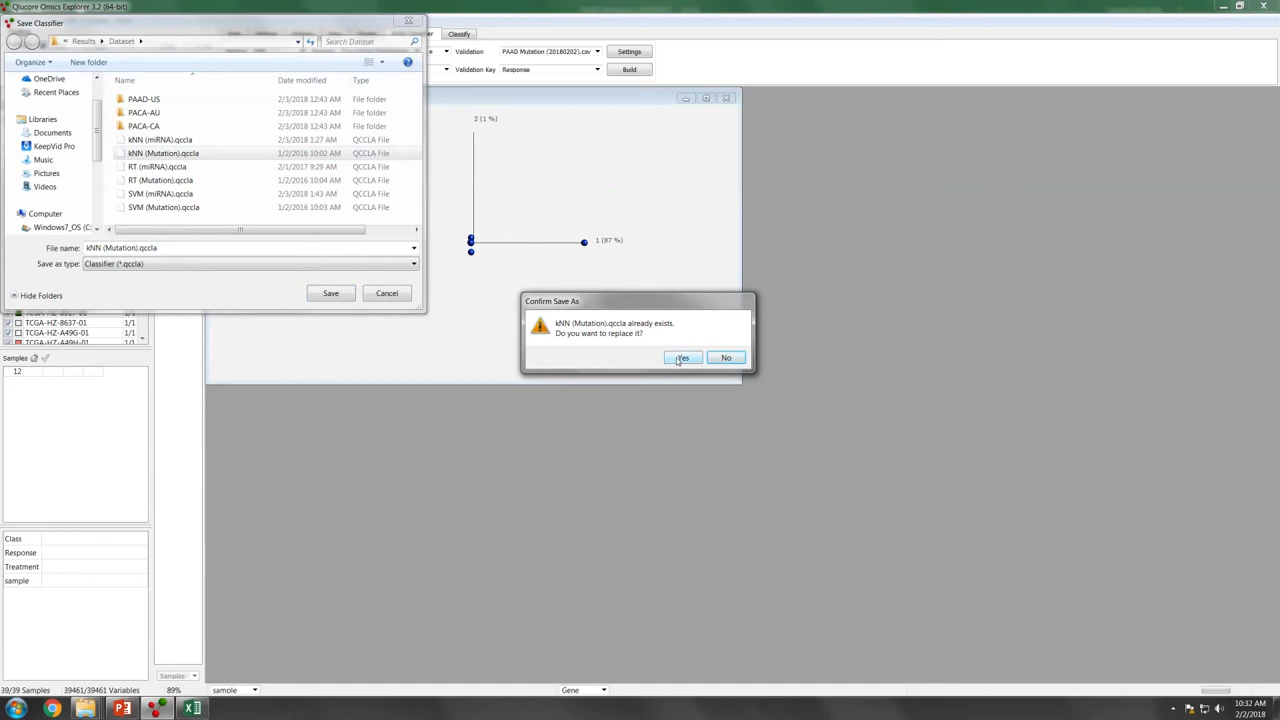 Qlucore Omics Explorer 3.2 (64-bit)
Save Classifier
Classify
« Results ▸ Dataset ▸
Search Dataset
Validation
PAAD Mutation (20180202).csv
Settings
Organize
New folder
Validation Key
Response
Build
OneDrive
Recent Places
Libraries
Documents
KeepVid Pro
Music
Pictures
Videos
Computer
Windows7_OS (C:
Name
Date modified
Type
PAAD-US
2/3/2018 12:43 AM
File folder
PACA-AU
2/3/2018 12:43 AM
File folder
PACA-CA
2/3/2018 12:43 AM
File folder
kNN (miRNA).qccla
2/3/2018 1:27 AM
QCCLA File
kNN (Mutation).qccla
1/2/2016 10:02 AM
QCCLA File
RT (miRNA).qccla
2/1/2017 9:29 AM
QCCLA File
RT (Mutation).qccla
1/2/2016 10:04 AM
QCCLA File
SVM (miRNA).qccla
2/3/2018 1:43 AM
QCCLA File
SVM (Mutation).qccla
1/2/2016 10:03 AM
QCCLA File
File name:
kNN (Mutation).qccla
Save as type:
Classifier (*.qccla)
Hide Folders
Save
Cancel
2 (1 %)
1 (87 %)
Confirm Save As
kNN (Mutation).qccla already exists.
Do you want to replace it?
Yes
No
TCGA-HZ-8637-01
1/1
TCGA-HZ-A49G-01
1/1
TCGA-HZ-A49H-01
1/1
Samples
12
Class
Response
Treatment
sample
Samples
39/39 Samples
39461/39461 Variables
89%
sample
Gene
10:32 AM
2/2/2018